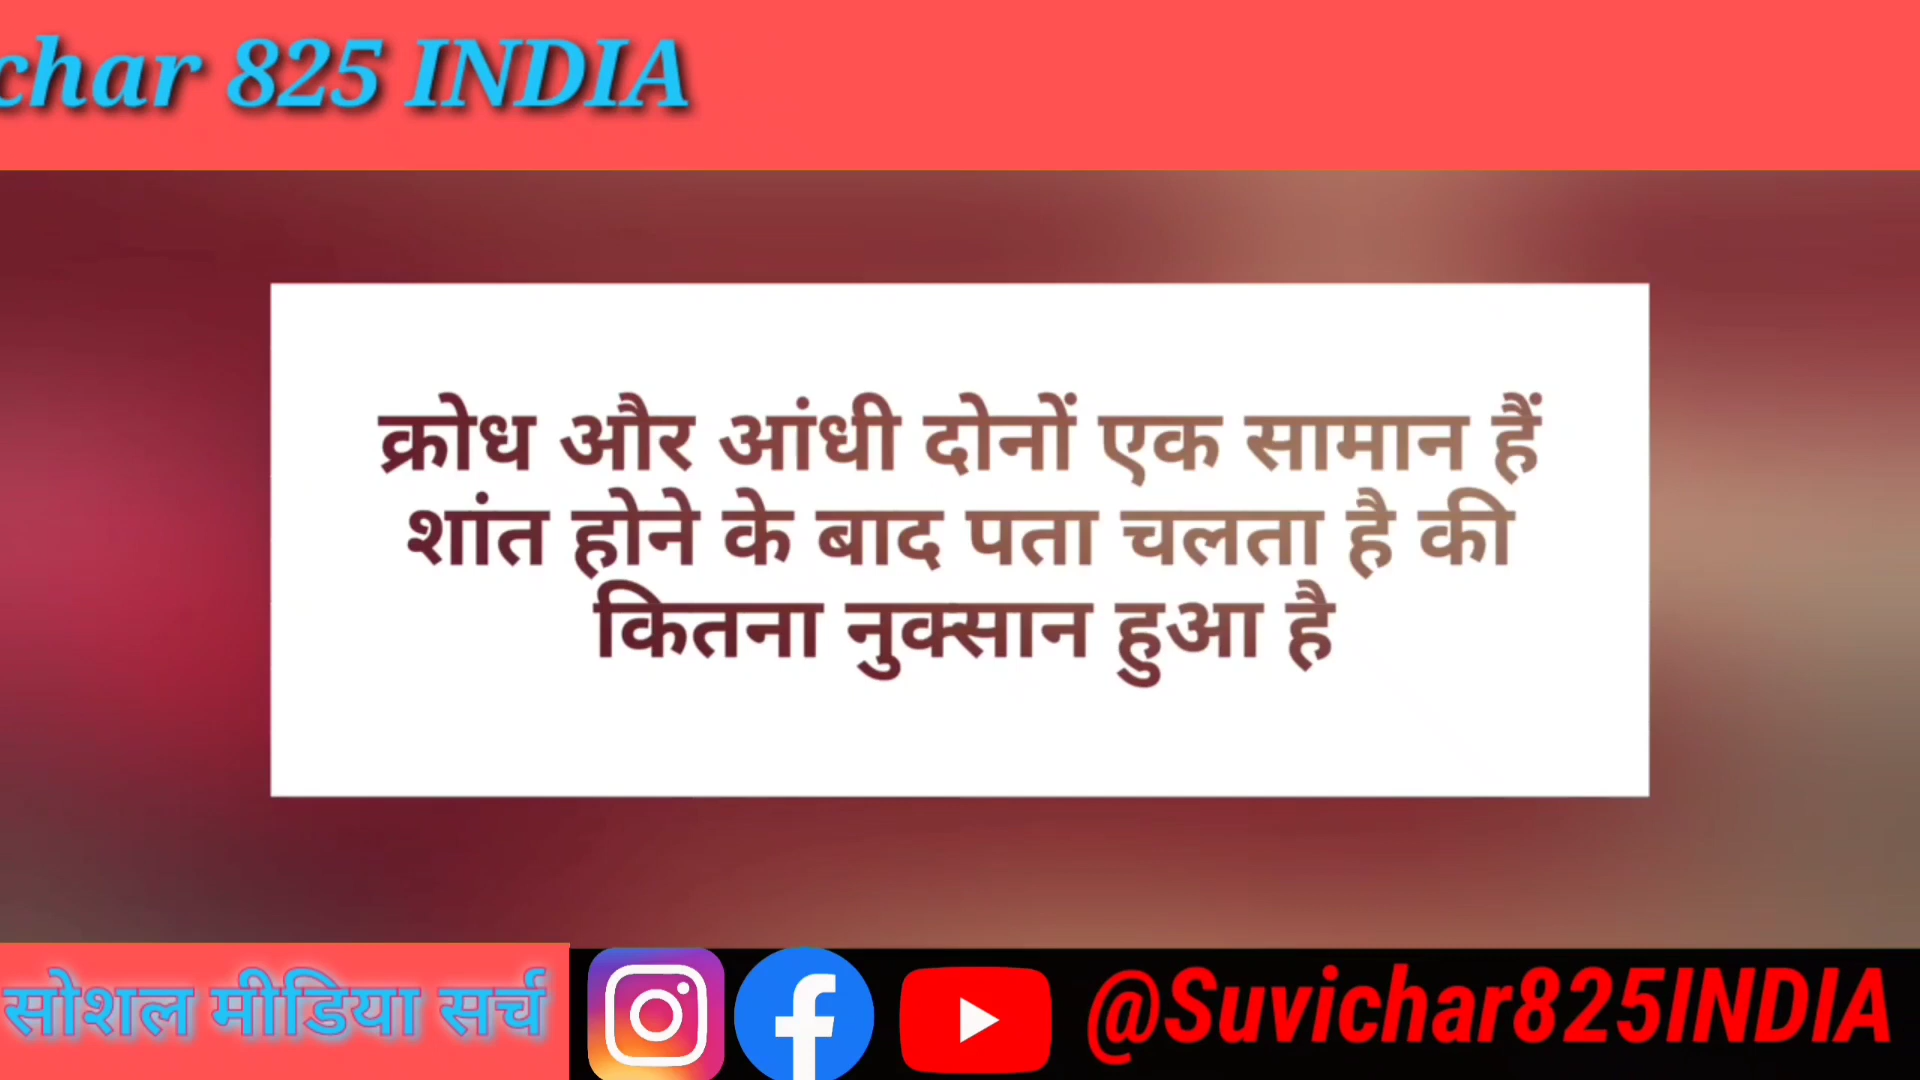 char 825 INDIA
क्रोध और आंधी दोनों एक सामान हैं
शांत होने के बाद पता चलता है की
कितना नुक्सान हुआ है
सोशल मीडिया सर्च @Suvichar825INDIA